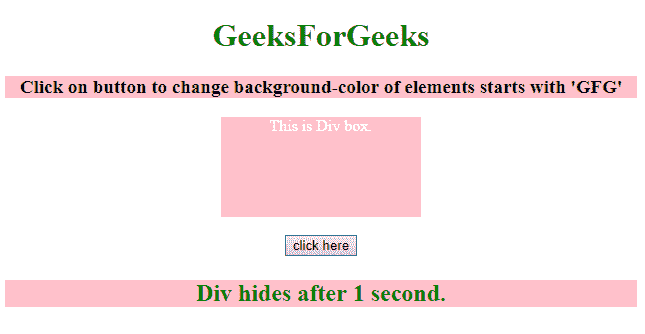 GeeksForGeeks
Click on button to change background-color of elements starts with 'GFG'
This is Div box.
click here
Div hides after 1 second.